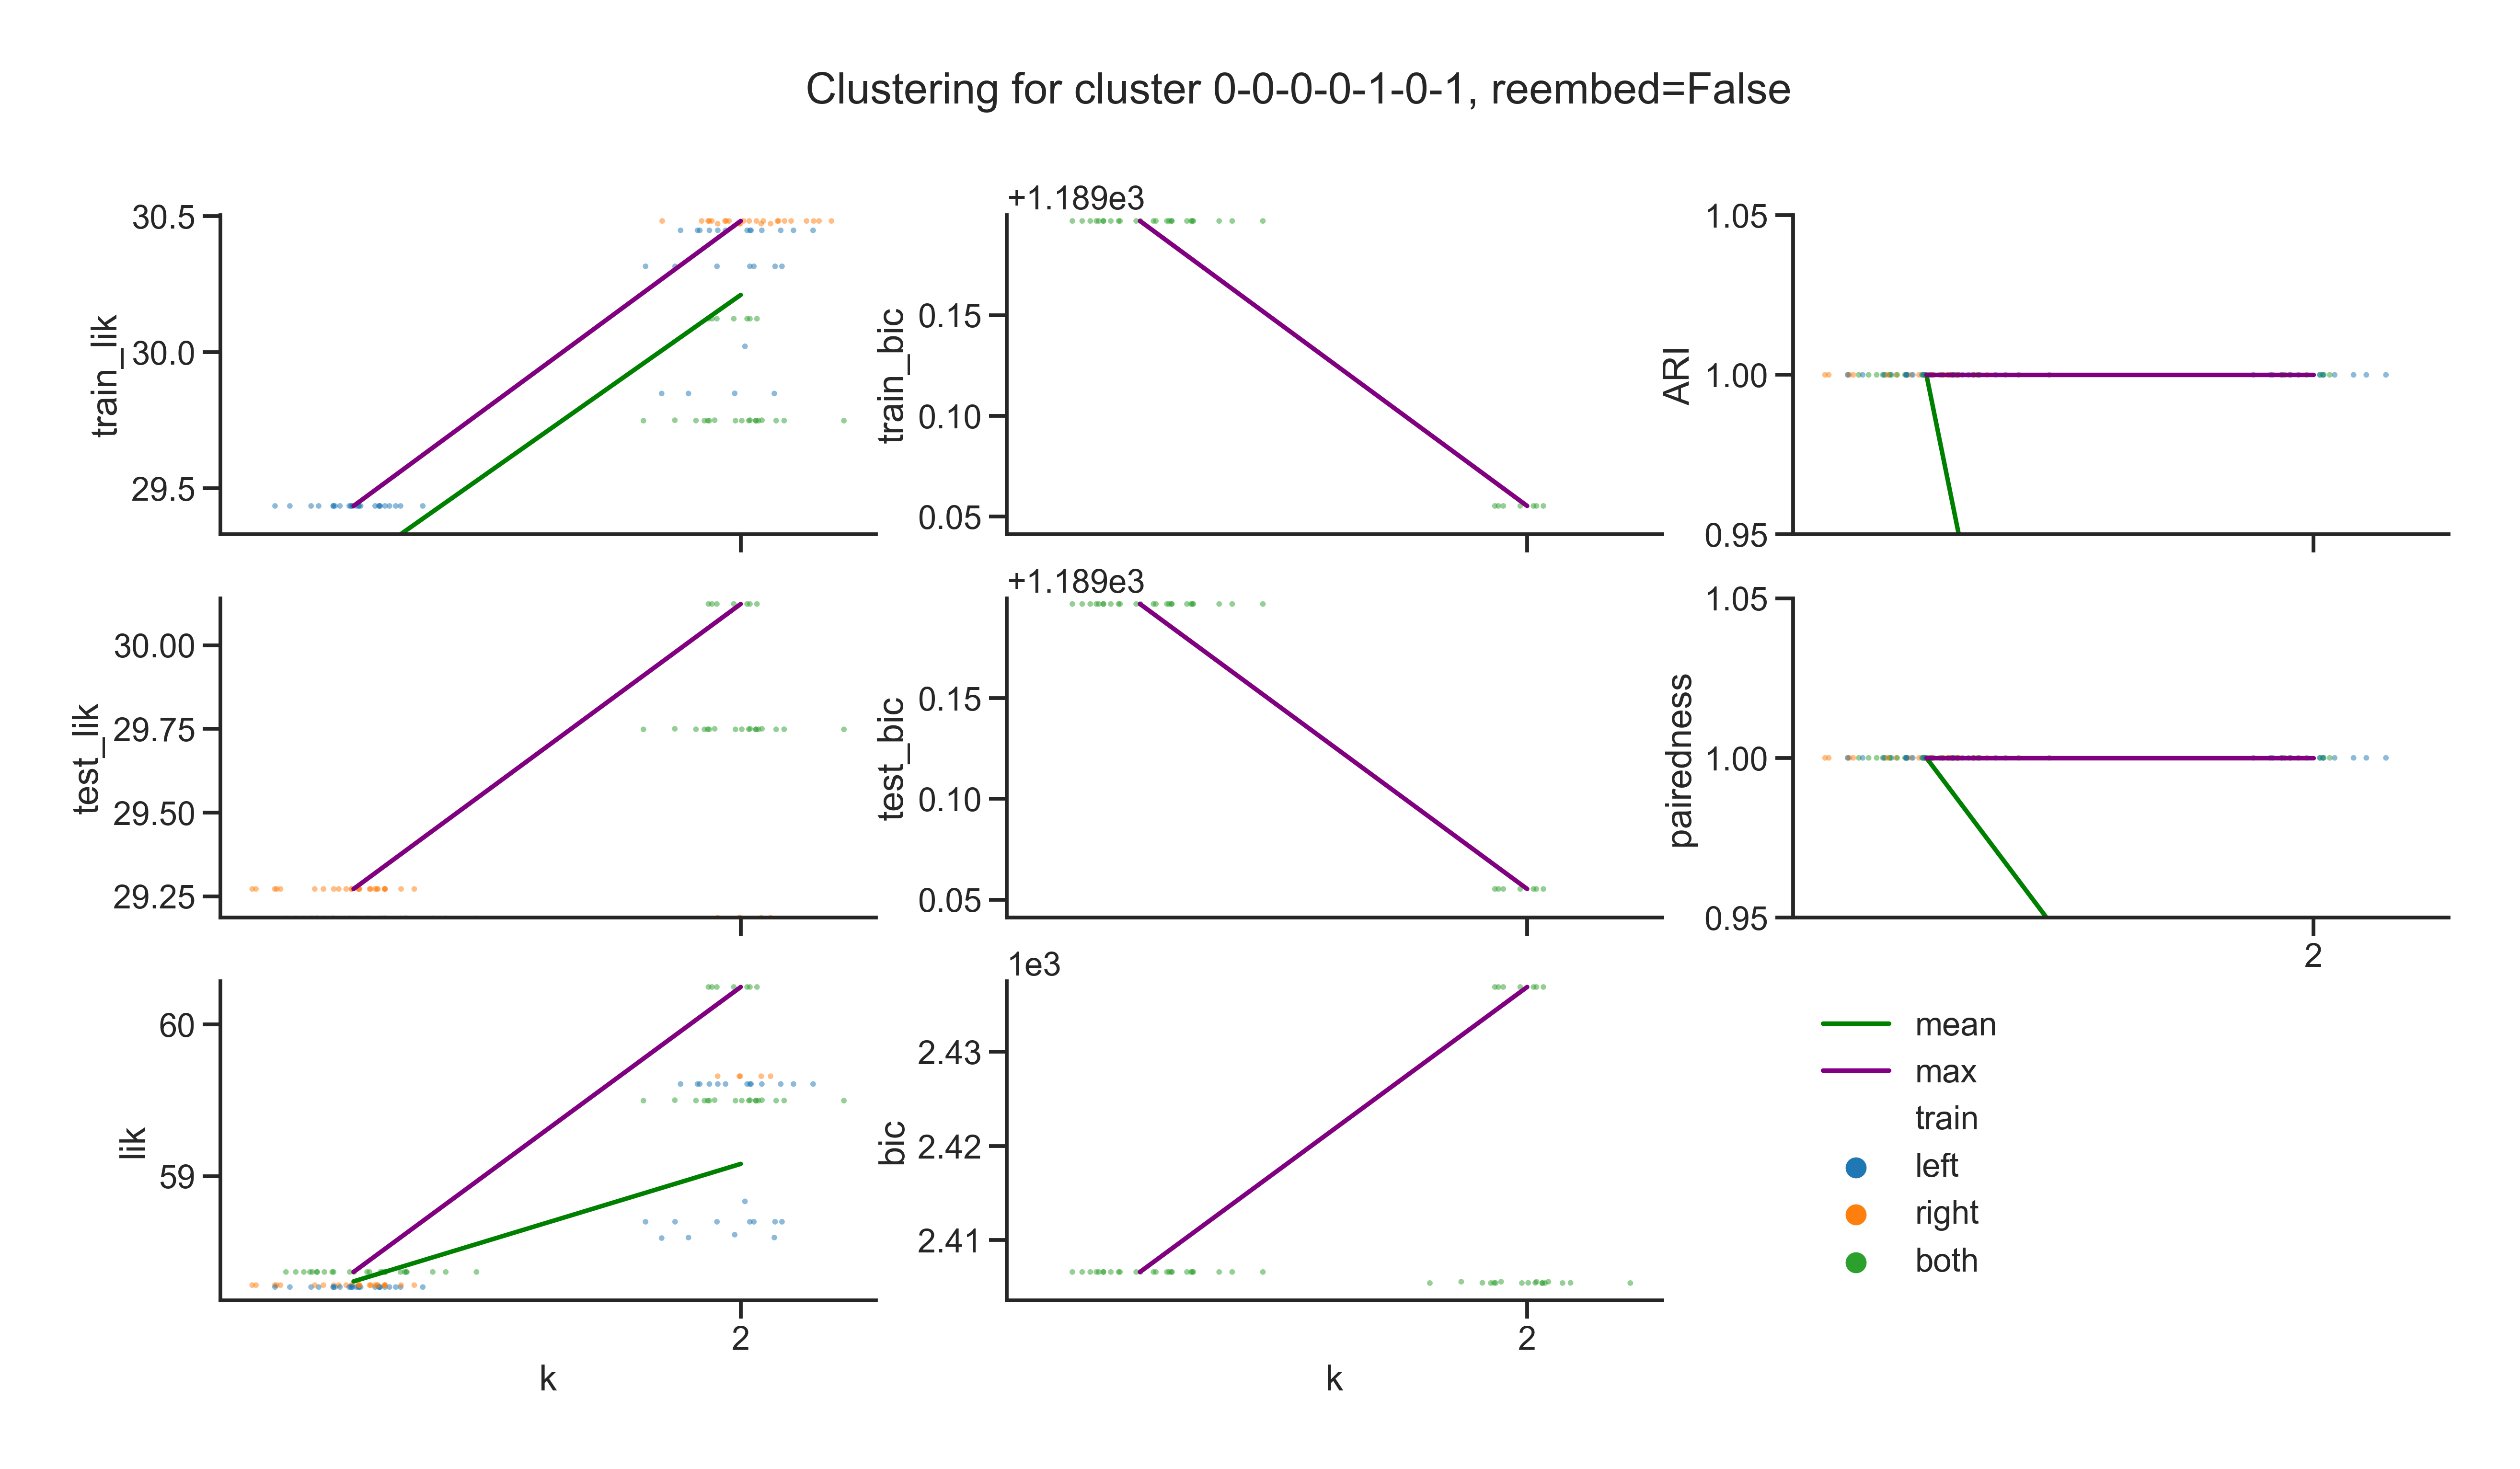 Clustering for cluster 0-0-0-0-1-0-1, reembed=False
train_lik
30.5
30.0
29.5
+1.189e3
train_bic
0.15
0.10
0.05
ARI
1.05
1.00
0.95
test_lik
30.00
29.75
29.50
29.25
+1.189e3
test_bic
0.15
0.10
0.05
pairedness
1.05
1.00
0.95
2
lik
60
59
2
k
1e3
bic
2.43
2.42
2.41
2
k
mean
max
train
left
right
both